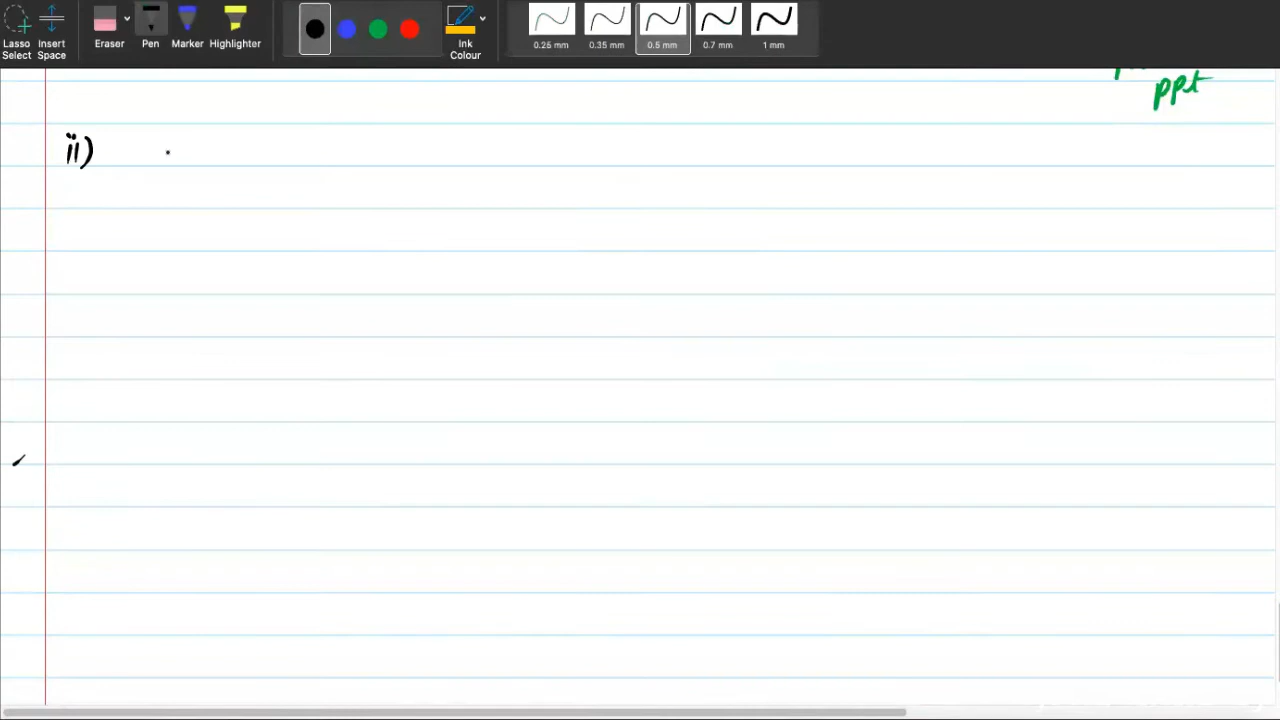 Lasso Select
Insert Space
Eraser
Pen
Marker
Highlighter
Ink Colour
0.25 mm
0.35 mm
0.5 mm
0.7 mm
1 mm
ppt
ii)